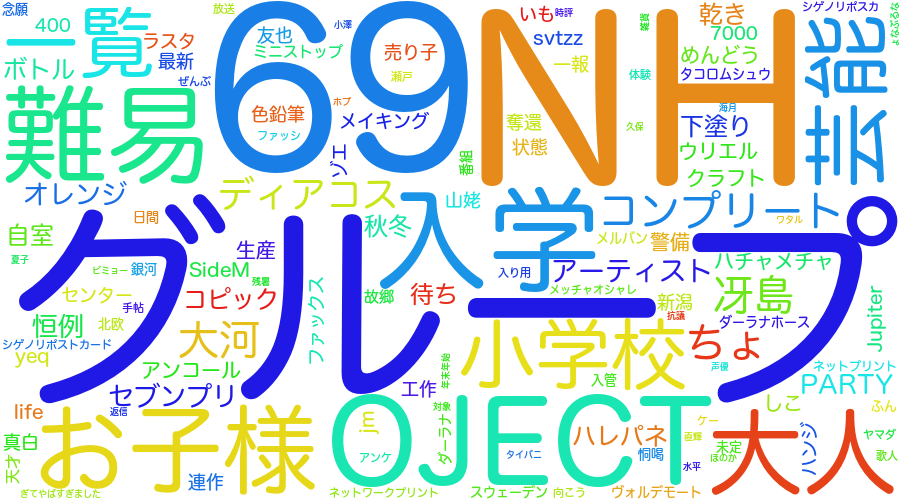 念願
放送
小澤
いも
時評
雑貨
乾き
シゲノリポスカ
よなぶるな
400
一覧
ラスタ
最新
ボトル
ぜんぶ
69
友也
ミニストップ
売り子
瀬戸
svtzz
NH
7000
めんどう
タコロムシュウ
芸能
一報
体験
難易
色鉛筆
ファッシ
ホプ
メイキング
奪還
状態
久保
海月
下塗り
ウリエル
ゾエ
番組
クラフト
オレンジ
ディアコス
入学
山姥
コンプリート
ワタル
日間
秋冬
メルバン
警備
自室
夏子
グループ
生産
ビミョー
銀河
SideM
残暑
入り用
アーティスト
ハチャメチャ
センター
手帖
コピック
ファックス
故郷
待ち
メッチャオシャレ
新潟
抗議
冴島
ダーラナホース
Jupiter
恒例
北欧
大河
小学校
ちょ
シゲノリポストカード
yeq
アンコール
年末年始
声優
ネットプリント
セブンプリ
工作
入管
PARTY
life
返信
お子様
jm
OJECT
対象
ダーラナ
ケー
しこ
ふん
真白
ハレパネ
直輝
大人
ハンジ
ヤマダ
天才
アンケ
タイバニ
恫喝
未定
ほのか
歌人
連作
水平
ぎてやばすぎました
ネットワークプリント
スウェーデン
向こう
ヴォルデモート